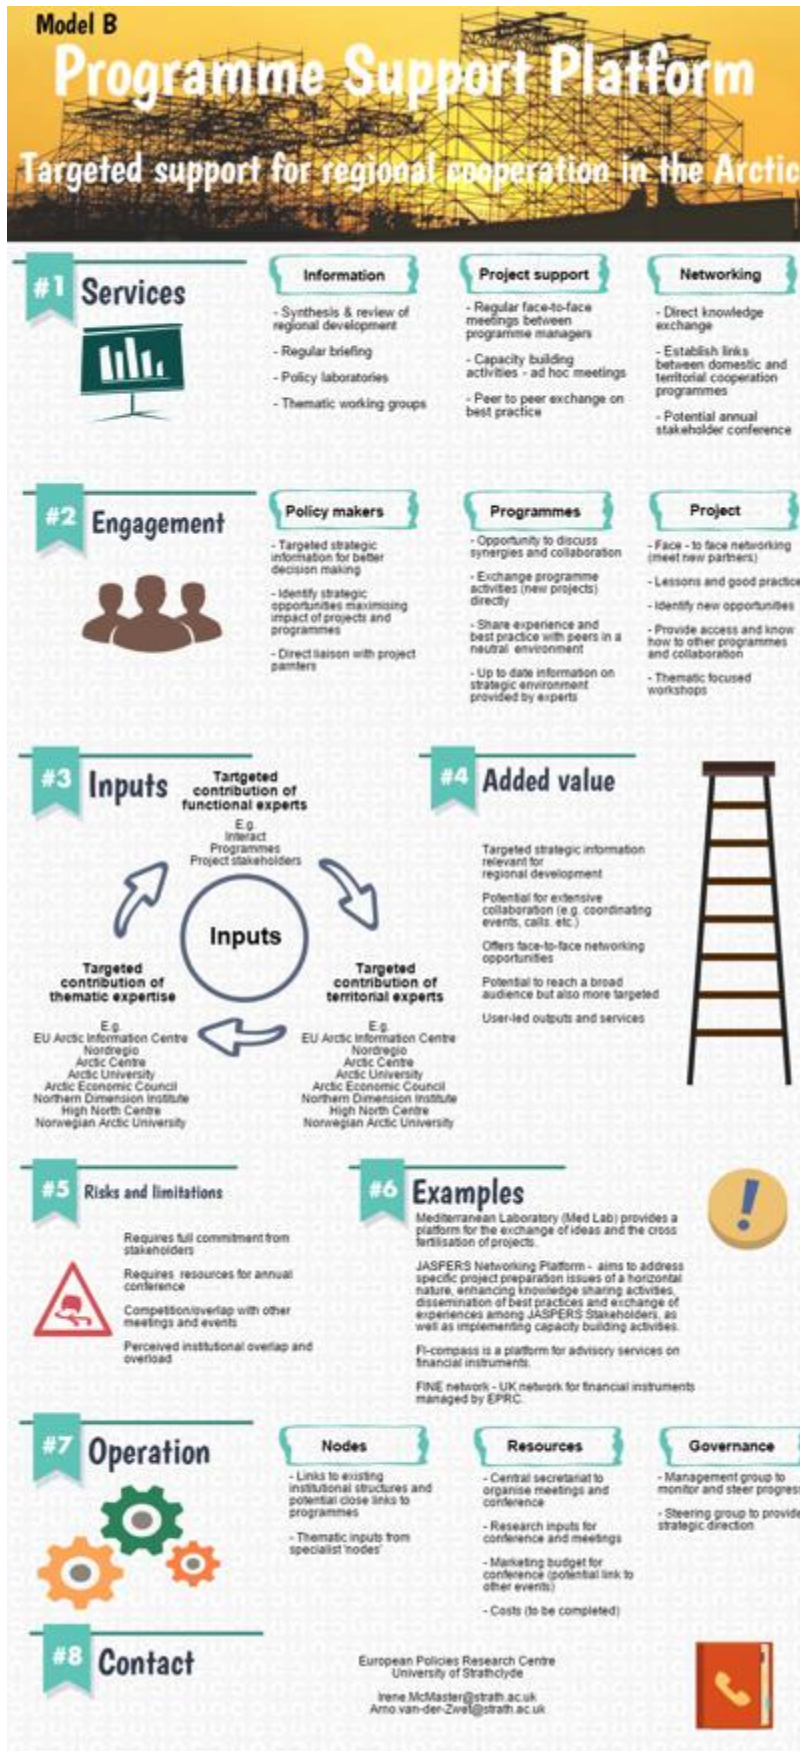 Model B
Programme Support Platform
Targeted support for regional cooperation in the Arctic
#1 Services
Information
- Synthesis & review of
regional development
- Regular briefing
- Policy laboratories
- Thematic working groups
Project support
- Regular face-to-face
meetings between
programme managers
- Capacity building
activities - ad hoc meetings
- Peer to peer exchange on
best practice
Networking
- Direct knowledge
exchange
- Establish links
between domestic and
territorial cooperation
programmes
- Potential annual
stakeholder conference
#2 Engagement
Policy makers
- Targeted strategic
information for better
decision making
- Identify strategic
opportunities maximising
impact of projects and
programmes
- Direct liaison with project
parnters
Programmes
- Opportunity to discuss
synergies and collaboration
- Exchange programme
activities (new projects)
directly
- Share experience and
best practice with peers in a
neutral environment
- Up to date information on
strategic environment
provided by experts
Project
- Face - to face networking
(meet new partners)
- Lessons and good practice
- Identify new opportunities
- Provide access and know
how to other programmes
and collaboration
- Thematic focused
workshops
#3 Inputs
Tartgeted
contribution of
functional experts
E.g.
Interact
Programmes
Project stakeholders
Inputs
Targeted
contribution of
thematic expertise
E.g.
EU Arctic Information Centre
Nordregio
Arctic Centre
Arctic University
Arctic Economic Council
Northern Dimension Institute
High North Centre
Norwegian Arctic University
Targeted
contribution of
territorial experts
E.g.
EU Arctic Information Centre
Nordregio
Arctic Centre
Arctic University
Arctic Economic Council
Northern Dimension Institute
High North Centre
Norwegian Arctic University
#4 Added value
Targeted strategic information
relevant for
regional development
Potential for extensive
collaboration (e.g. coordinating
events, calls. etc.)
Offers face-to-face networking
opportunities
Potential to reach a broad
audience but also more targeted
User-led outputs and services
#5 Risks and limitations
Requires full commitment from
stakeholders
Requires resources for annual
conference
Competition/overlap with other
meetings and events
Perceived institutional overlap and
overload
#6 Examples
Mediterranean Laboratory (Med Lab) provides a
platform for the exchange of ideas and the cross
fertilisation of projects.
JASPERS Networking Platform - aims to address
specific project preparation issues of a horizontal
nature, enhancing knowledge sharing activities,
dissemination of best practices and exchange of
experiences among JASPERS Stakeholders, as
well as implementing capacity building activities.
Fi-compass is a platform for advisory services on
financial instruments.
FINE network - UK network for financial instruments
managed by EPRC.
#7 Operation
Nodes
- Links to existing
institutional structures and
potential close links to
programmes
- Thematic inputs from
specialist 'nodes'
Resources
- Central secretariat to
organise meetings and
conference
- Research inputs for
conference and meetings
- Marketing budget for
conference (potential link to
other events)
- Costs (to be completed)
Governance
- Management group to
monitor and steer progress
- Steering group to provide
strategic direction
#8 Contact
European Policies Research Centre
University of Strathclyde
Irene.McMaster@strath.ac.uk
Arno.van-der-Zwet@strath.ac.uk